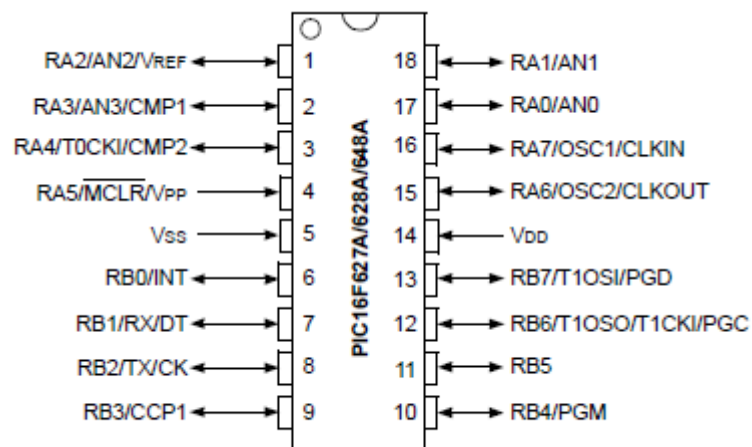 RA2/AN2/VREF 1 18 RA1/AN1
RA3/AN3/CMP1 2 17 RA0/AN0
RA4/T0CKI/CMP2 3 16 RA7/OSC1/CLKIN
RA5/MCLR/VPP 4 15 RA6/OSC2/CLKOUT
VSS 5 14 VDD
RB0/INT 6 13 RB7/T1OSI/PGD
RB1/RX/DT 7 12 RB6/T1OSO/T1CKI/PGC
RB2/TX/CK 8 11 RB5
RB3/CCP1 9 10 RB4/PGM
PIC16F627A/628A/648A